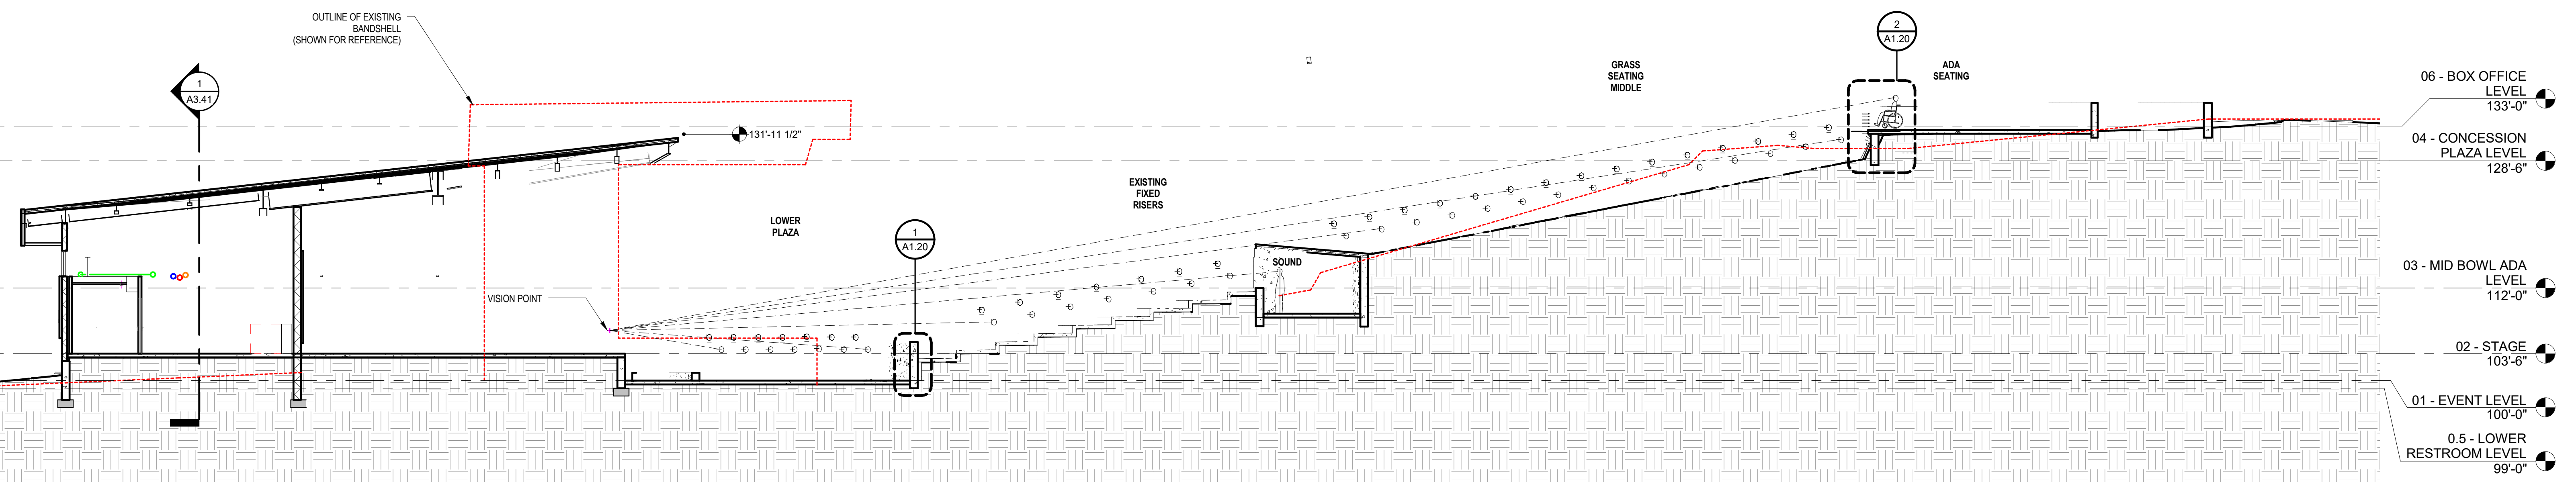 OUTLINE OF EXISTING
BANDSHELL
(SHOWN FOR REFERENCE)
1
A3.41
131'-11 1/2"
LOWER
PLAZA
VISION POINT
1
A1.20
EXISTING
FIXED
RISERS
SOUND
GRASS
SEATING
MIDDLE
2
A1.20
ADA
SEATING
06 - BOX OFFICE
LEVEL
133'-0"
04 - CONCESSION
PLAZA LEVEL
128'-6"
03 - MID BOWL ADA
LEVEL
112'-0"
02 - STAGE
103'-6"
01 - EVENT LEVEL
100'-0"
0.5 - LOWER
RESTROOM LEVEL
99'-0"